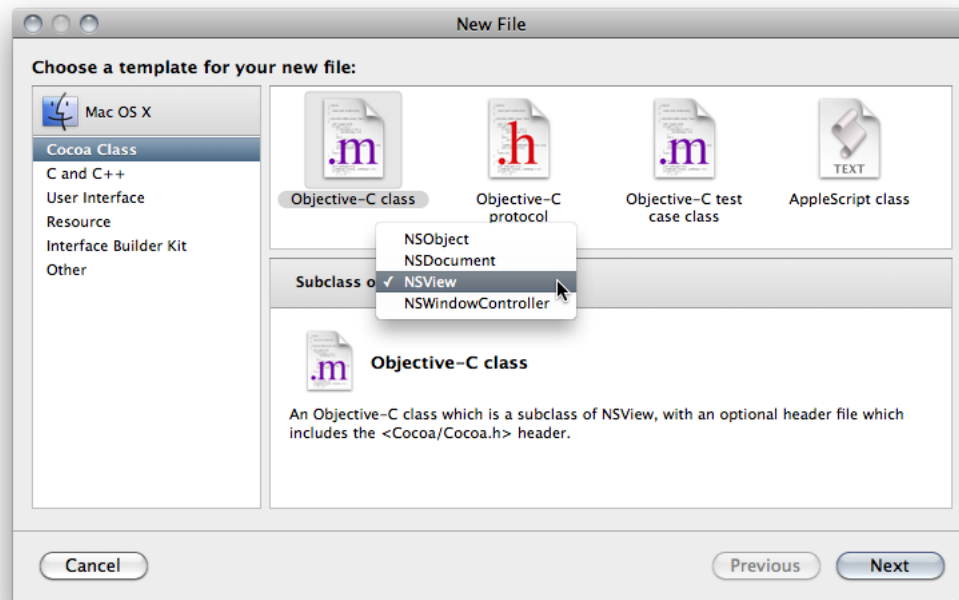 New File
Choose a template for your new file:
Mac OS X
Cocoa Class
C and C++
User Interface
Resource
Interface Builder Kit
Other
.m
.h
.m
TEXT
Objective-C class
Objective-C
protocol
Objective-C test
case class
AppleScript class
Subclass o
NSObject
NSDocument
✓ NSView
NSWindowController
.m
Objective-C class
An Objective-C class which is a subclass of NSView, with an optional header file which
includes the <Cocoa/Cocoa.h> header.
Cancel
Previous
Next